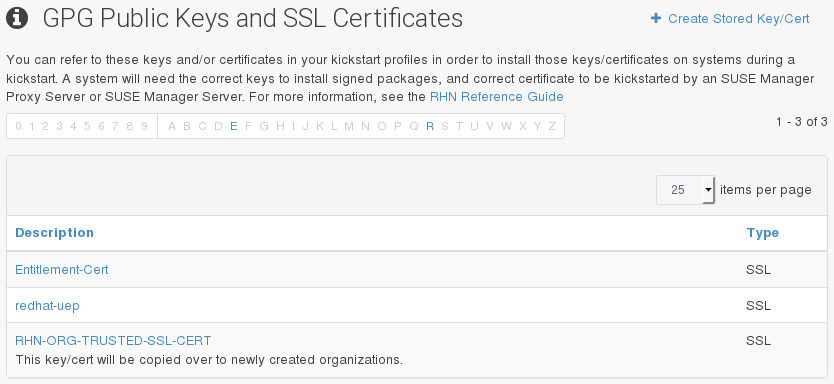 GPG Public Keys and SSL Certificates
+ Create Stored Key/Cert
You can refer to these keys and/or certificates in your kickstart profiles in order to install those keys/certificates on systems during a
kickstart. A system will need the correct keys to install signed packages, and correct certificate to be kickstarted by an SUSE Manager
Proxy Server or SUSE Manager Server. For more information, see the RHN Reference Guide
0 1 2 3 4 5 6 7 8 9 A B C D E F G H I J K L M N O P Q R S T U V W X Y Z
1 - 3 of 3
25 items per page
Description Type
Entitlement-Cert SSL
redhat-uep SSL
RHN-ORG-TRUSTED-SSL-CERT SSL
This key/cert will be copied over to newly created organizations.